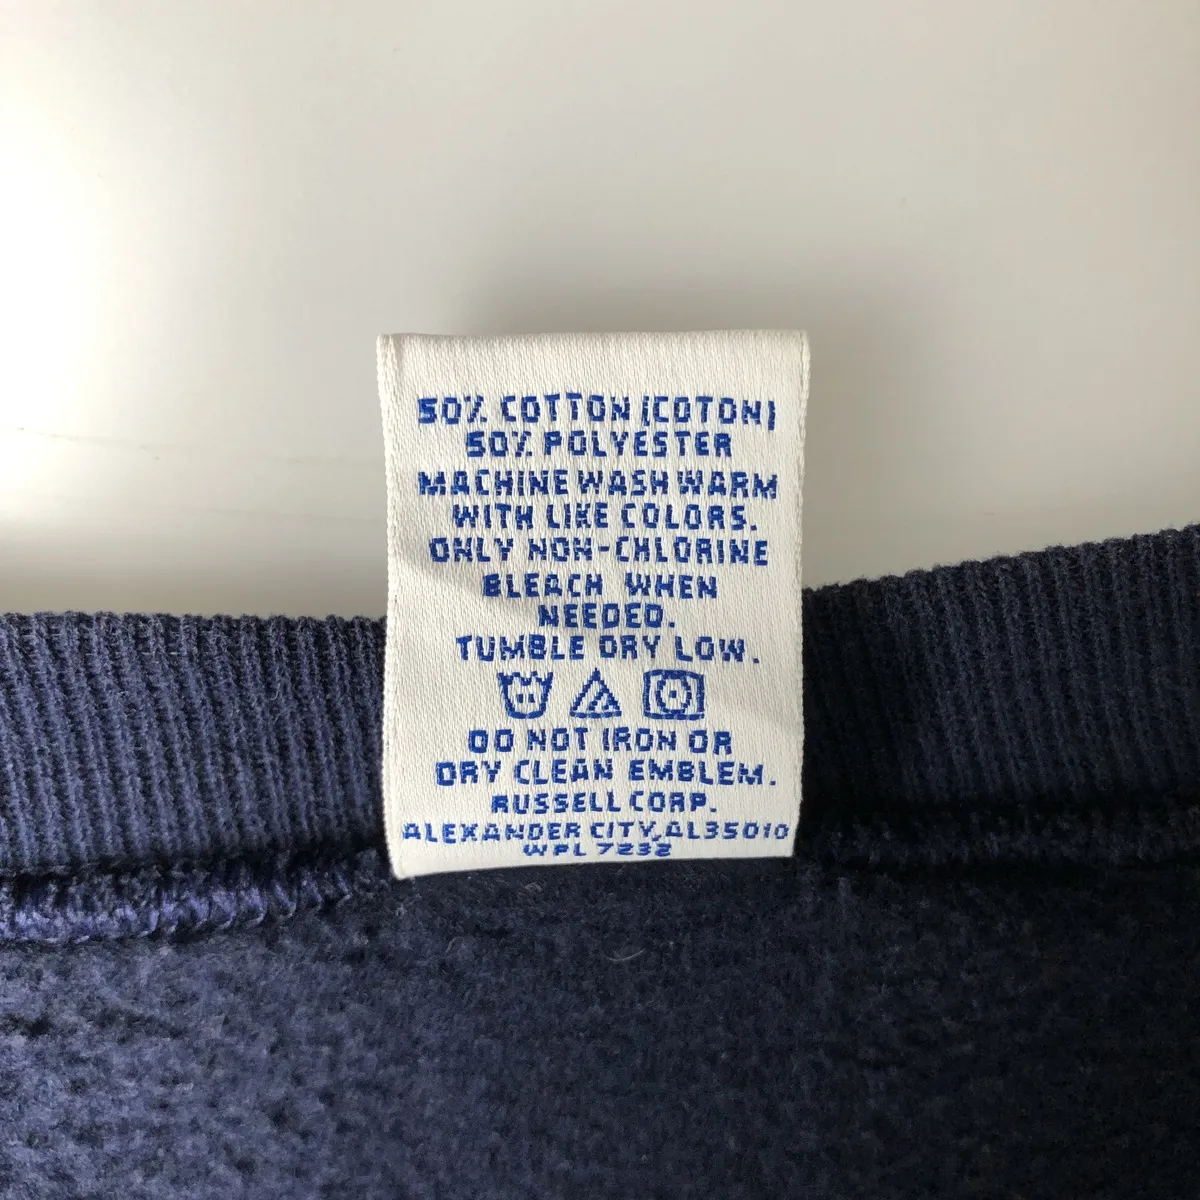 50% COTTON (COTON)
50% POLYESTER
MACHINE WASH WARM
WITH LIKE COLORS.
ONLY NON-CHLORINE
BLEACH WHEN
NEEDED.
TUMBLE DRY LOW.
DO NOT IRON OR
DRY CLEAN EMBLEM.
RUSSELL CORP.
ALEXANDER CITY, AL35010
WPL 7232